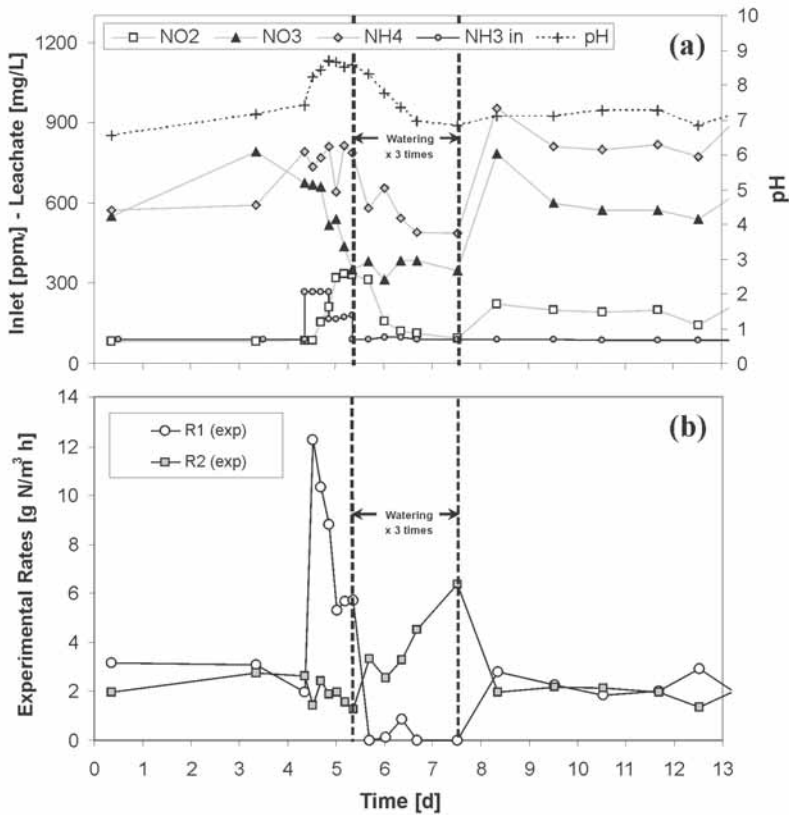 (a)
NO2 NO3 NH4 NH3 in pH
Inlet [ppmv] - Leachate [mg/L]
1200
900
600
300
0
10
9
8
7
6
5
4
3
2
1
0
pH
Watering
x 3 times
(b)
R1 (exp)
R2 (exp)
Experimental Rates [g N/m³ h]
14
12
10
8
6
4
2
0
Watering
x 3 times
0 1 2 3 4 5 6 7 8 9 10 11 12 13
Time [d]